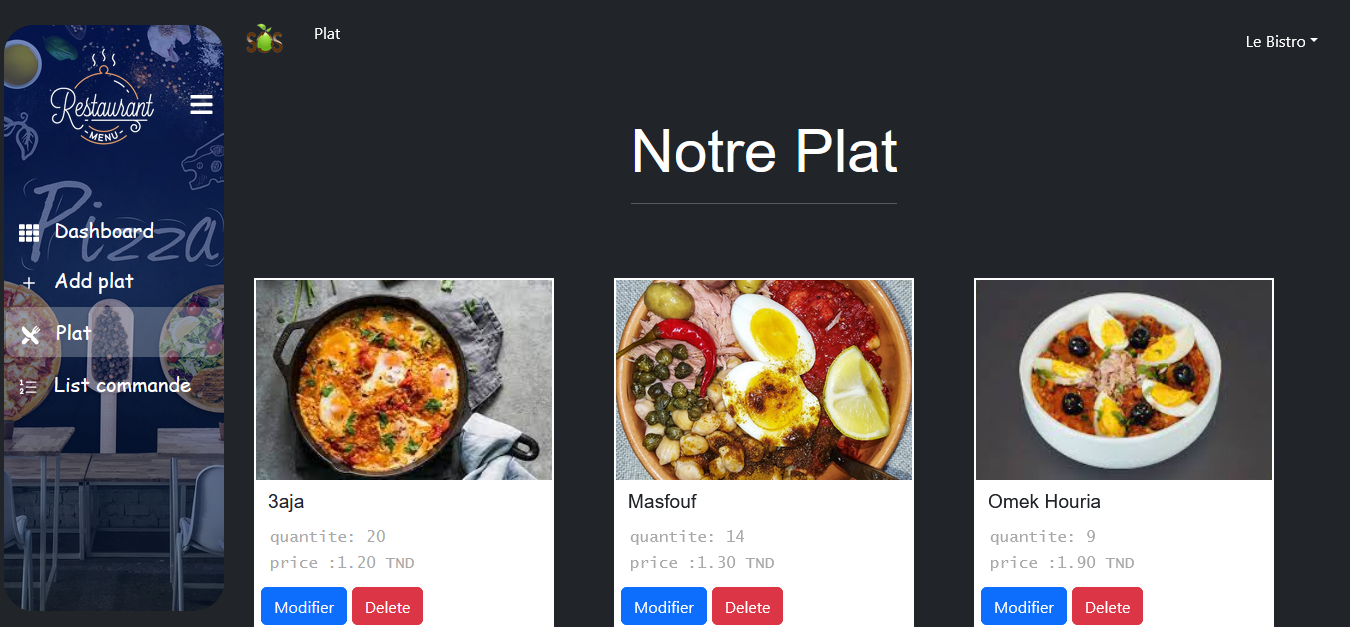 SOS
Plat
Le Bistro
Restaurant
MENU
Pizza
Dashboard
Add plat
Plat
List commande
Notre Plat
3aja
quantite: 20
price :1.20 TND
Modifier Delete
Masfouf
quantite: 14
price :1.30 TND
Modifier Delete
Omek Houria
quantite: 9
price :1.90 TND
Modifier Delete